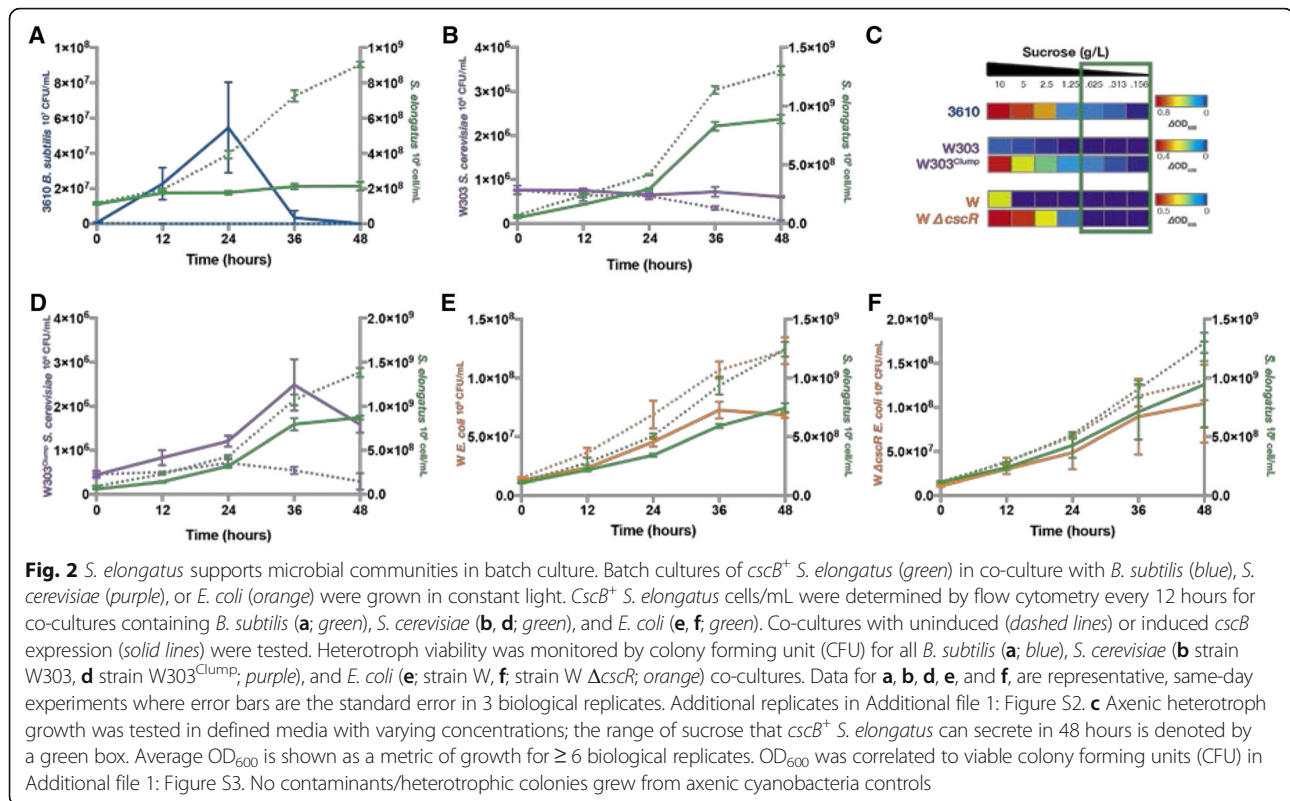 A
1×10⁸
8×10⁷
6×10⁷
4×10⁷
2×10⁷
0
3610 B. subtilis 10⁷ CFU/mL
1×10⁹
8×10⁸
6×10⁸
4×10⁸
2×10⁸
0
S. elongatus 10⁸ cell/mL
0 12 24 36 48
Time (hours)
B
4×10⁶
3×10⁶
2×10⁶
1×10⁶
0
W303 S. cerevisiae 10⁶ CFU/mL
1.5×10⁹
1.0×10⁹
5.0×10⁸
0.0
S. elongatus 10⁸ cell/mL
0 12 24 36 48
Time (hours)
C
Sucrose (g/L)
10 5 2.5 1.25 .625 .313 .156
3610
W303
W303Clump
W
W ΔcscR
0.8 0
ΔOD₆₀₀
0.4 0
ΔOD₆₀₀
0.5 0
ΔOD₆₀₀
D
4×10⁶
3×10⁶
2×10⁶
1×10⁶
0
W303Clump S. cerevisiae 10⁶ CFU/mL
2.0×10⁹
1.5×10⁹
1.0×10⁹
5.0×10⁸
0.0
S. elongatus 10⁸ cell/mL
0 12 24 36 48
Time (hours)
E
1.5×10⁸
1.0×10⁸
5.0×10⁷
0.0
W E. coli 10⁸ CFU/mL
1.5×10⁹
1.0×10⁹
5.0×10⁸
0.0
S. elongatus 10⁸ cell/mL
0 12 24 36 48
Time (hours)
F
2.0×10⁸
1.5×10⁸
1.0×10⁸
5.0×10⁷
0.0
W ΔcscR E. coli 10⁸ CFU/mL
1.5×10⁹
1.0×10⁹
5.0×10⁸
0.0
S. elongatus 10⁸ cell/mL
0 12 24 36 48
Time (hours)
Fig. 2 S. elongatus supports microbial communities in batch culture. Batch cultures of cscB⁺ S. elongatus (green) in co-culture with B. subtilis (blue), S.
cerevisiae (purple), or E. coli (orange) were grown in constant light. CscB⁺ S. elongatus cells/mL were determined by flow cytometry every 12 hours for
co-cultures containing B. subtilis (a; green), S. cerevisiae (b, d; green), and E. coli (e, f; green). Co-cultures with uninduced (dashed lines) or induced cscB
expression (solid lines) were tested. Heterotroph viability was monitored by colony forming unit (CFU) for all B. subtilis (a; blue), S. cerevisiae (b strain
W303, d strain W303Clump; purple), and E. coli (e; strain W, f; strain W ΔcscR; orange) co-cultures. Data for a, b, d, e, and f, are representative, same-day
experiments where error bars are the standard error in 3 biological replicates. Additional replicates in Additional file 1: Figure S2. c Axenic heterotroph
growth was tested in defined media with varying concentrations; the range of sucrose that cscB⁺ S. elongatus can secrete in 48 hours is denoted by
a green box. Average OD₆₀₀ is shown as a metric of growth for ≥ 6 biological replicates. OD₆₀₀ was correlated to viable colony forming units (CFU) in
Additional file 1: Figure S3. No contaminants/heterotrophic colonies grew from axenic cyanobacteria controls